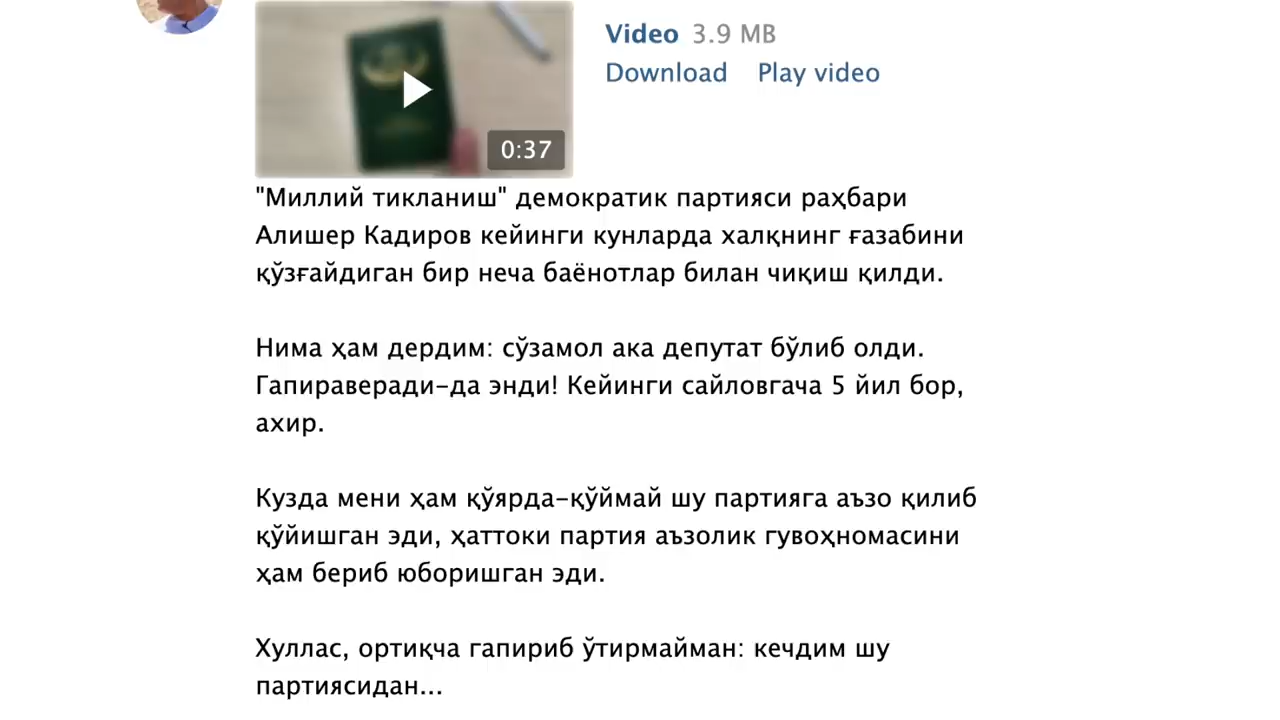 Video 3.9 MB
Download Play video
0:37
"Миллий тикланиш" демократик партияси раҳбари
Алишер Кадиров кейинги кунларда халқнинг ғазабини
қўзғайдиган бир неча баёнотлар билан чиқиш қилди.
Нима ҳам дердим: сўзамол ака депутат бўлиб олди.
Гапираверади-да энди! Кейинги сайловгача 5 йил бор,
ахир.
Кузда мени ҳам қўярда-қўймай шу партияга аъзо қилиб
қўйишган эди, ҳаттоки партия аъзолик гувоҳномасини
ҳам бериб юборишган эди.
Хуллас, ортиқча гапириб ўтирмайман: кечдим шу
партиясидан...